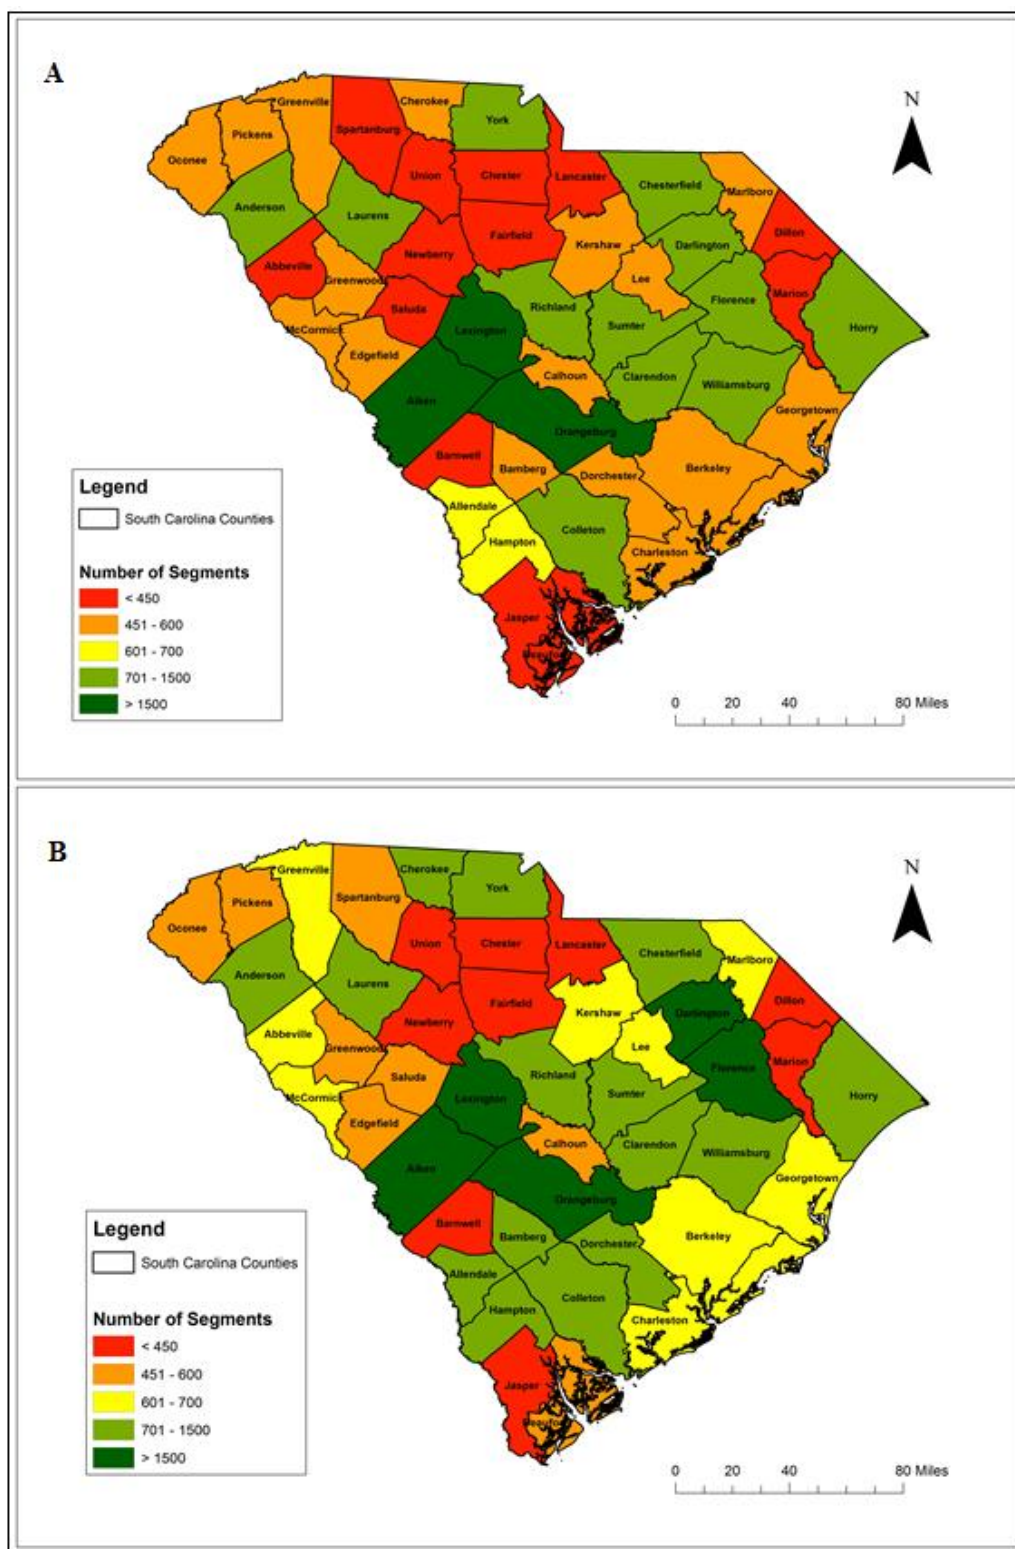 A
N
Greenville
Cherokee
York
Spartanburg
Pickens
Oconee
Union
Chester
Lancaster
Chesterfield
Marlboro
Anderson
Laurens
Fairfield
Kershaw
Darlington
Dillon
Newberry
Abbeville
Greenwood
Lee
Marion
Saluda
Lexington
Richland
Sumter
Florence
Horry
McCormick
Edgefield
Calhoun
Clarendon
Williamsburg
Aiken
Georgetown
Orangeburg
Barnwell
Bamberg
Dorchester
Berkeley
Allendale
Hampton
Colleton
Charleston
Jasper
Beaufort
Legend
South Carolina Counties
Number of Segments
< 450
451 - 600
601 - 700
701 - 1500
> 1500
0 20 40 80 Miles
B
N
Greenville
Cherokee
York
Spartanburg
Pickens
Oconee
Union
Chester
Lancaster
Chesterfield
Marlboro
Anderson
Laurens
Fairfield
Kershaw
Darlington
Dillon
Newberry
Abbeville
Greenwood
Lee
Marion
Saluda
Lexington
Richland
Sumter
Florence
Horry
McCormick
Edgefield
Calhoun
Clarendon
Williamsburg
Aiken
Georgetown
Orangeburg
Barnwell
Bamberg
Dorchester
Berkeley
Allendale
Hampton
Colleton
Charleston
Jasper
Beaufort
Legend
South Carolina Counties
Number of Segments
< 450
451 - 600
601 - 700
701 - 1500
> 1500
0 20 40 80 Miles